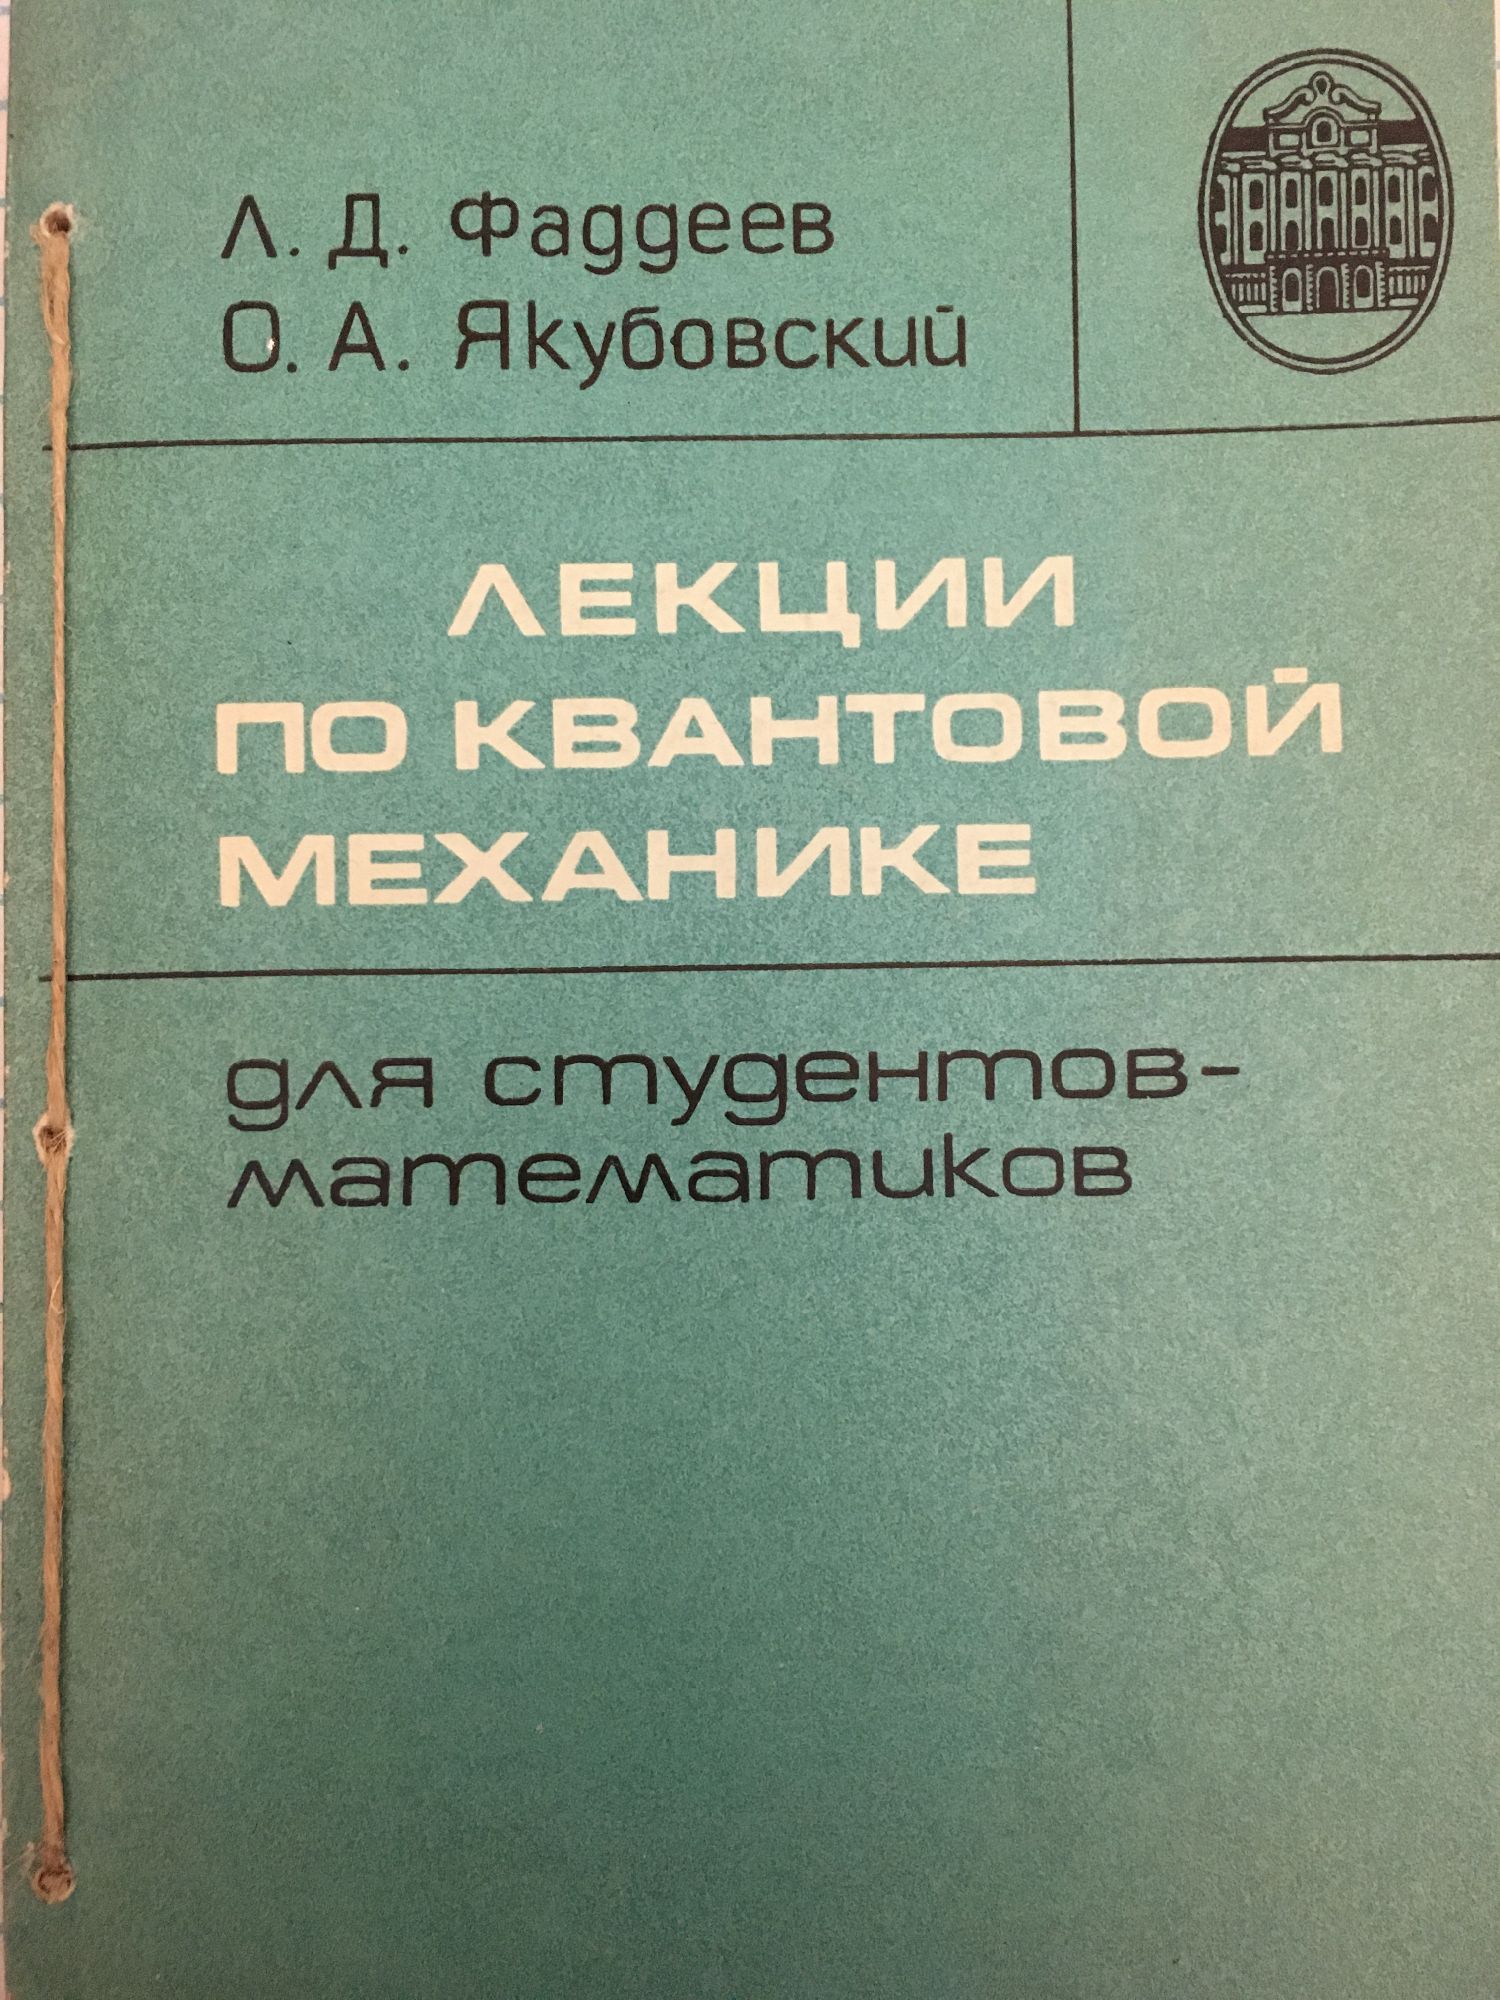 Л. Д. Фаддеев
О. А. Якубовский
ЛЕКЦИИ
ПО КВАНТОВОЙ
МЕХАНИКЕ
для студентов-
математиков